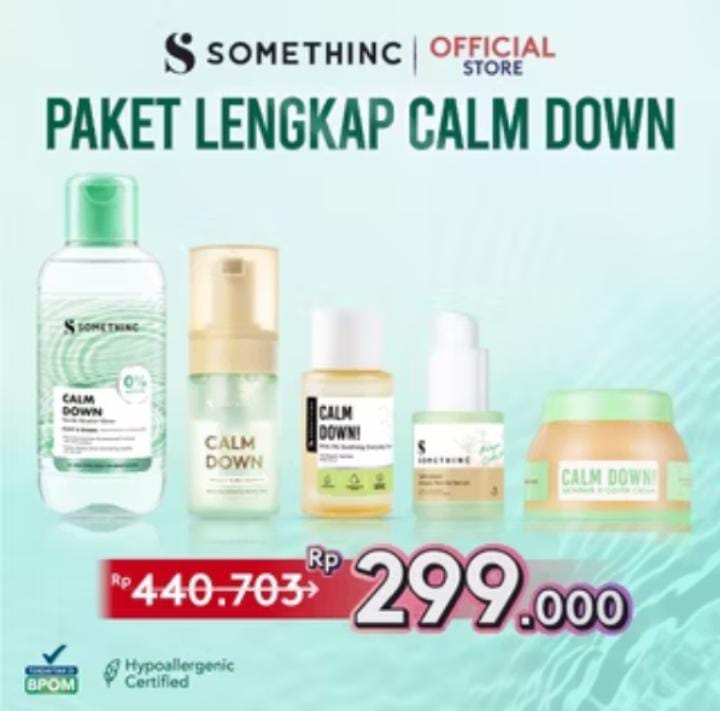 SOMETHINC
OFFICIAL
STORE
PAKET LENGKAP CALM DOWN
SOMETHINC
0%
CALM
DOWN
CALM
DOWN
CALM
DOWN!
SOMETHINC
CALM DOWN!
Rp 440.703
Rp 299.000
BPOM
Hypoallergenic
Certified